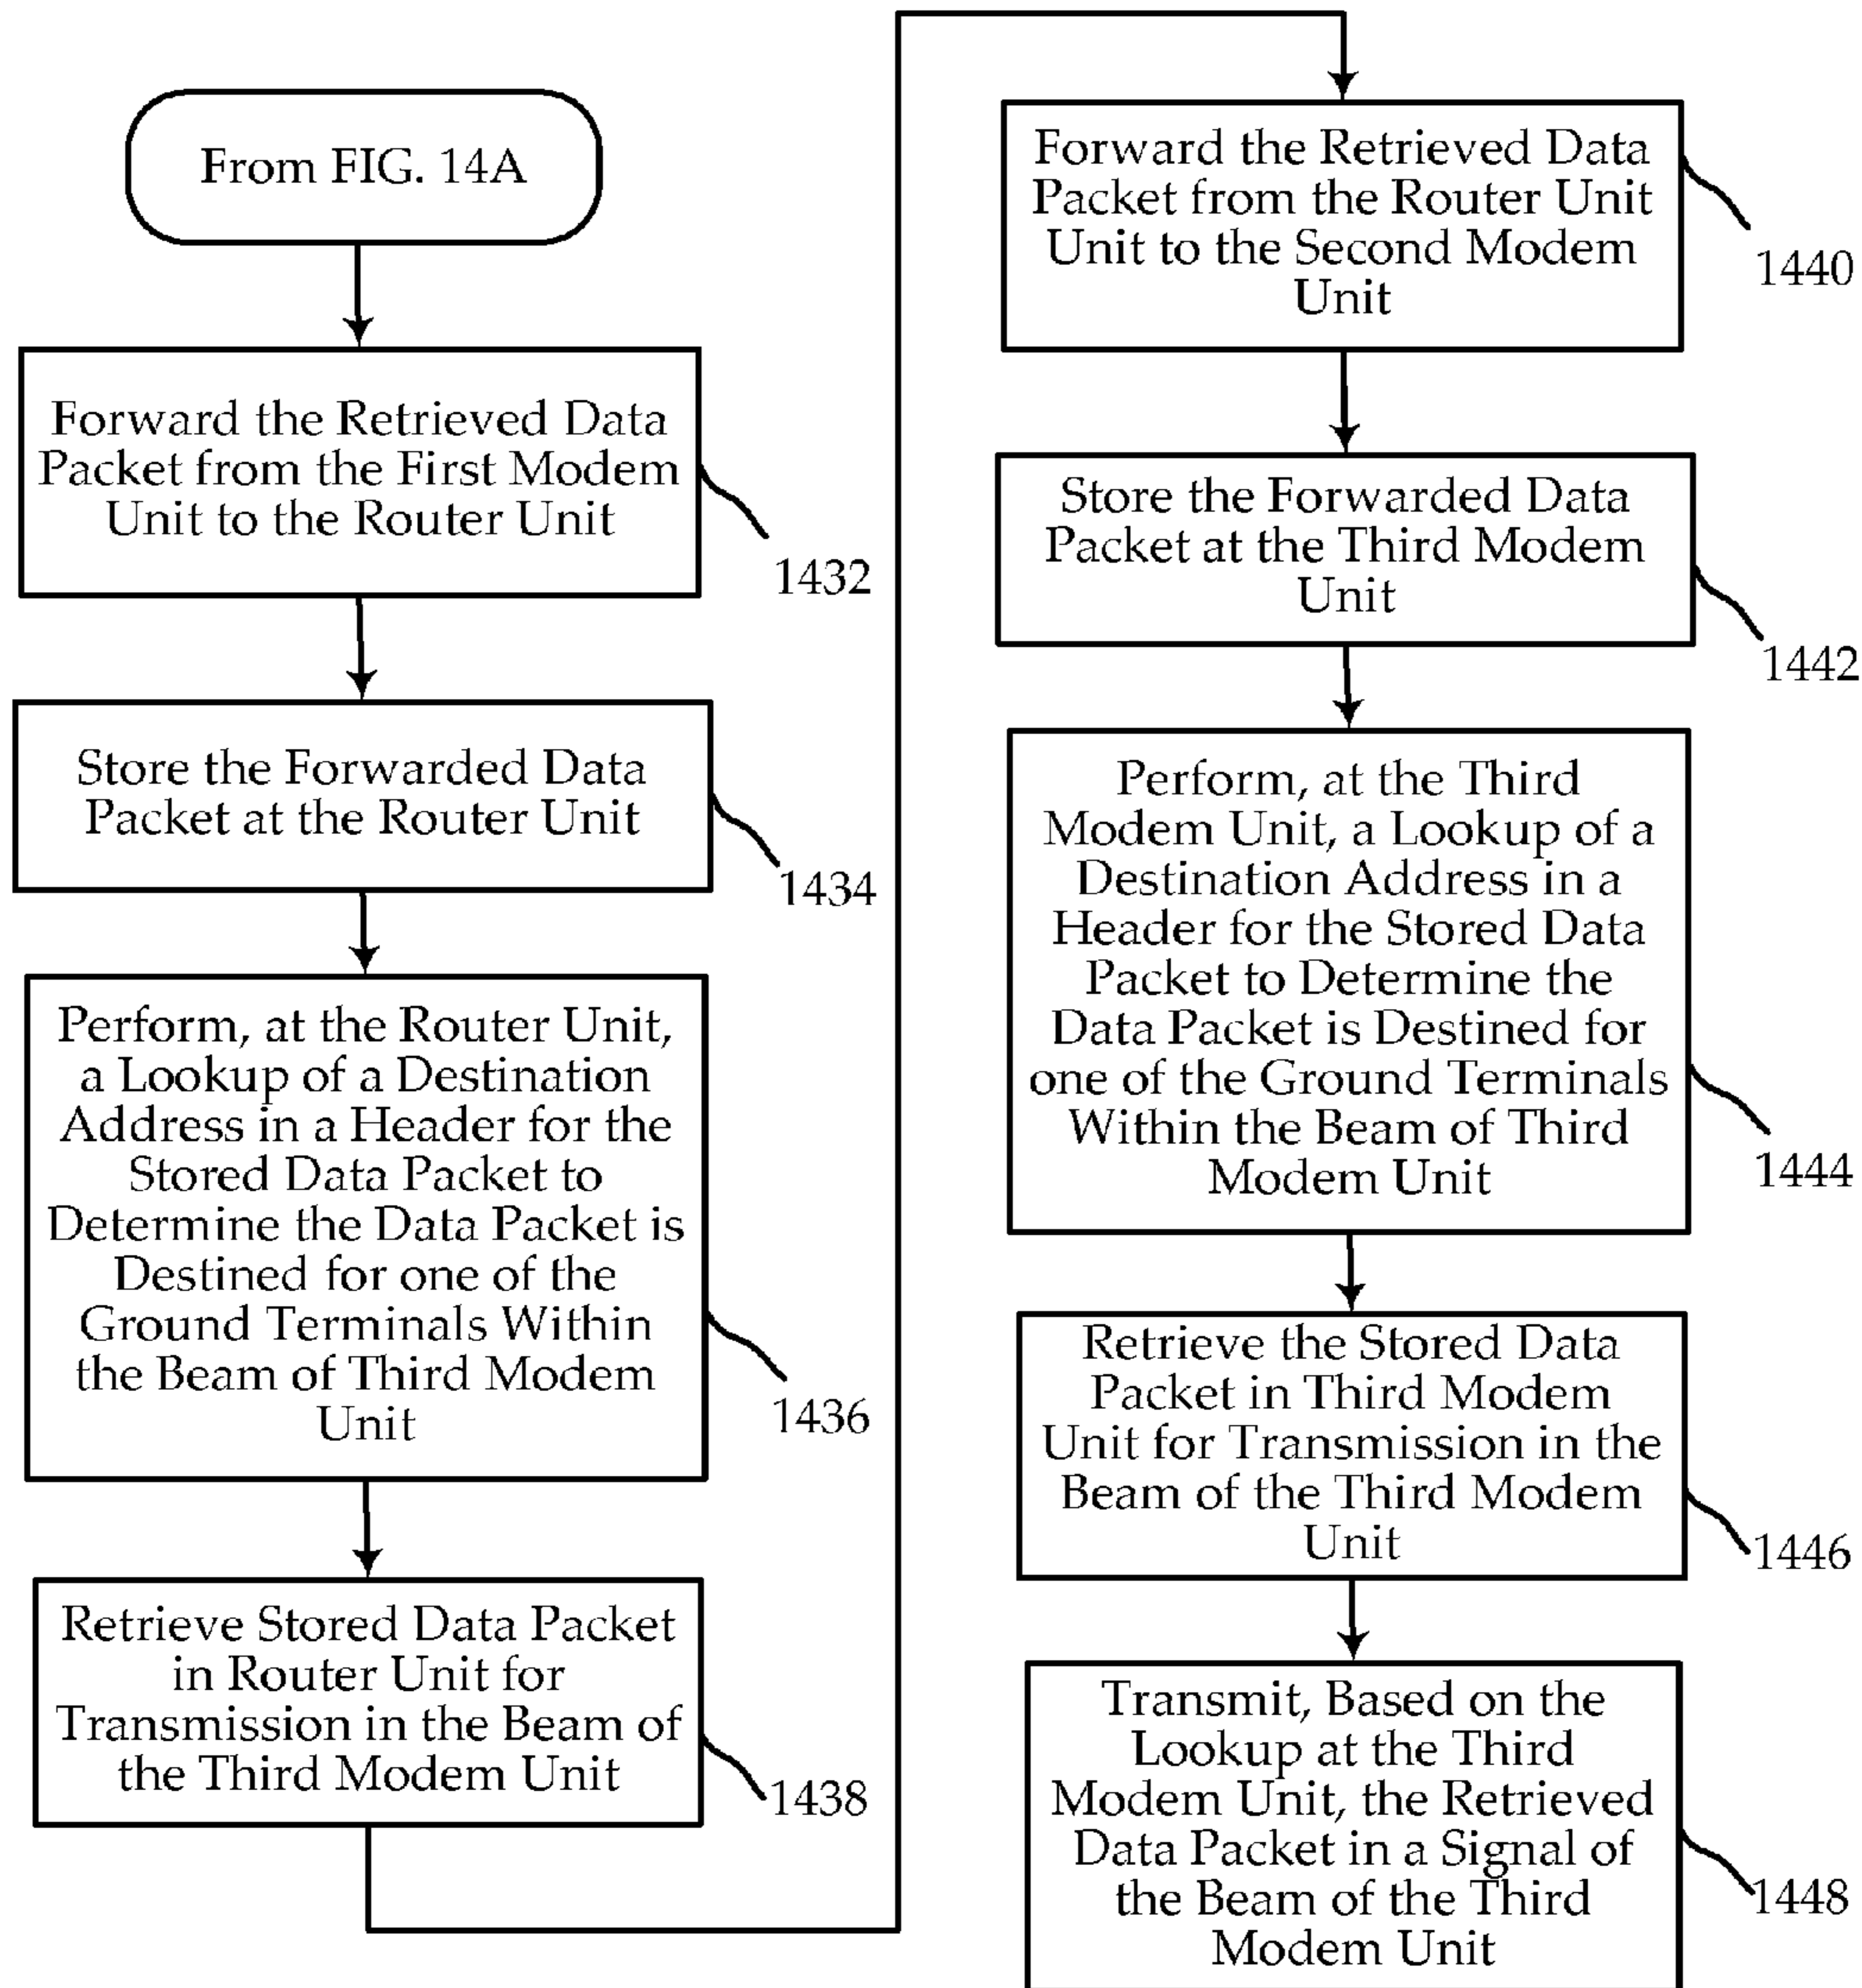 From FIG. 14A
Forward the Retrieved Data
Packet from the First Modem
Unit to the Router Unit
1432
Store the Forwarded Data
Packet at the Router Unit
1434
Perform, at the Router Unit,
a Lookup of a Destination
Address in a Header for the
Stored Data Packet to
Determine the Data Packet is
Destined for one of the
Ground Terminals Within
the Beam of Third Modem
Unit
1436
Retrieve Stored Data Packet
in Router Unit for
Transmission in the Beam of
the Third Modem Unit
1438
Forward the Retrieved Data
Packet from the Router Unit
Unit to the Second Modem
Unit
1440
Store the Forwarded Data
Packet at the Third Modem
Unit
1442
Perform, at the Third
Modem Unit, a Lookup of a
Destination Address in a
Header for the Stored Data
Packet to Determine the
Data Packet is Destined for
one of the Ground Terminals
Within the Beam of Third
Modem Unit
1444
Retrieve the Stored Data
Packet in Third Modem
Unit for Transmission in the
Beam of the Third Modem
Unit
1446
Transmit, Based on the
Lookup at the Third
Modem Unit, the Retrieved
Data Packet in a Signal of
the Beam of the Third
Modem Unit
1448